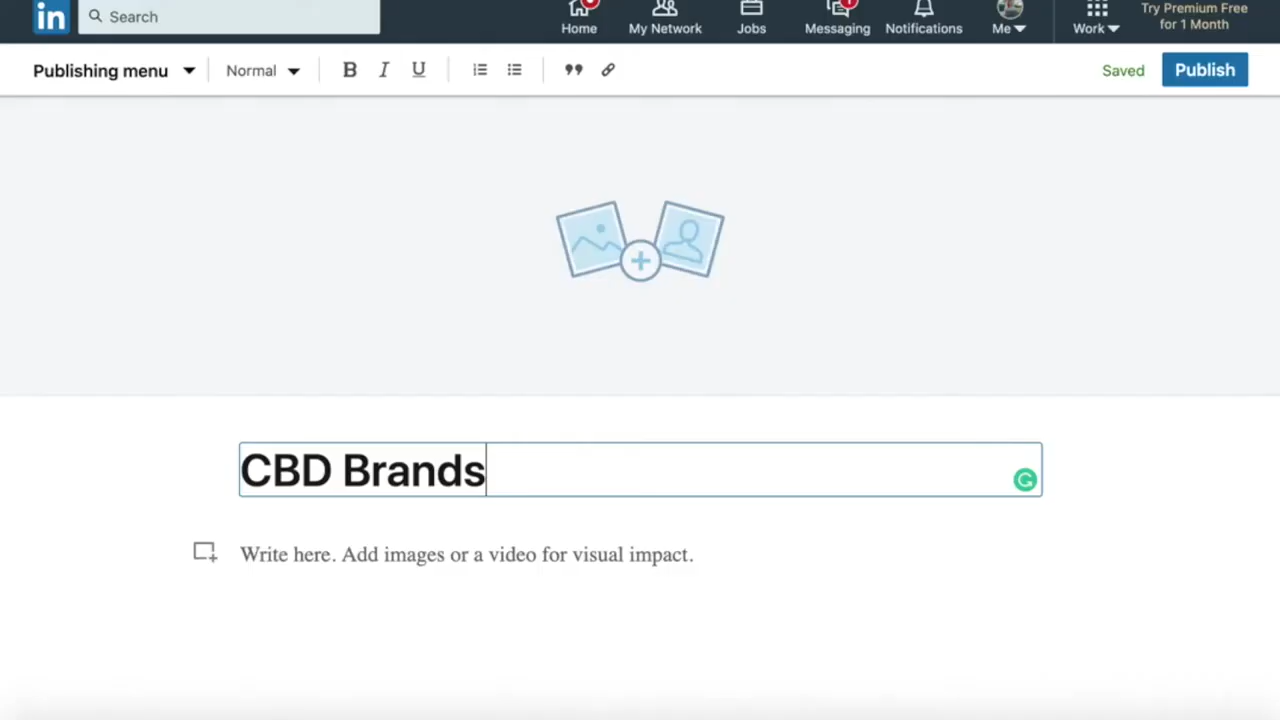 in Search
Home My Network Jobs Messaging 1 Notifications Me Work Try Premium Free
for 1 Month
Publishing menu Normal B I U Saved Publish
CBD Brands
Write here. Add images or a video for visual impact.